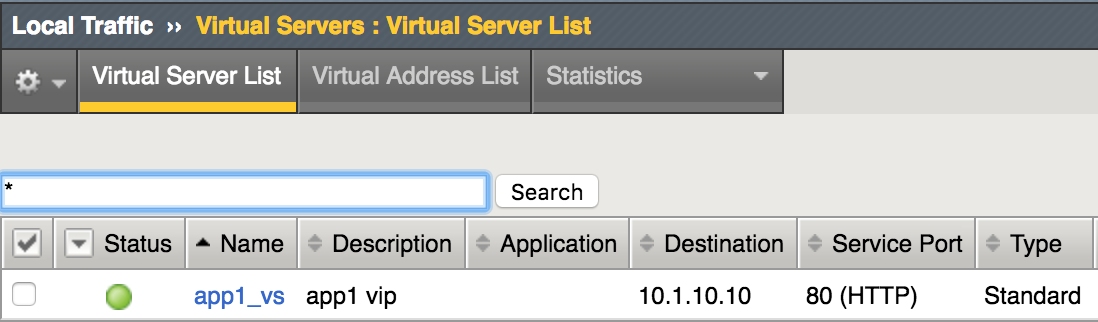 Local Traffic ›› Virtual Servers : Virtual Server List
Virtual Server List Virtual Address List Statistics
* Search
Status Name Description Application Destination Service Port Type
app1_vs app1 vip 10.1.10.10 80 (HTTP) Standard